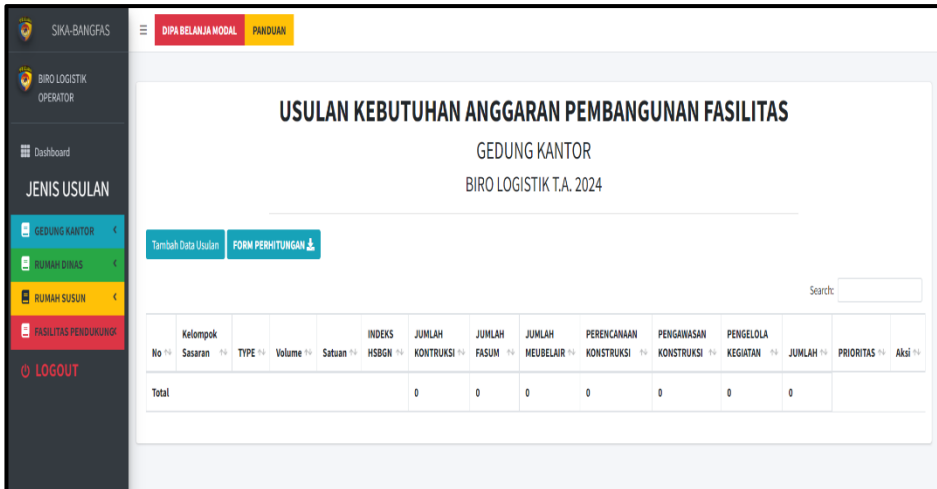 SIKA-BANGFAS
DIPA BELANJA MODAL
PANDUAN
BIRO LOGISTIK
OPERATOR
Dashboard
JENIS USULAN
GEDUNG KANTOR
RUMAH DINAS
RUMAH SUSUN
FASILITAS PENDUKUNG
LOGOUT
USULAN KEBUTUHAN ANGGARAN PEMBANGUNAN FASILITAS
GEDUNG KANTOR
BIRO LOGISTIK T.A. 2024
Tambah Data Usulan
FORM PERHITUNGAN
Search:
No Kelompok Sasaran TYPE Volume Satuan INDEKS HSBGN JUMLAH KONTRUKSI JUMLAH FASUM JUMLAH MEUBELAIR PERENCANAAN KONSTRUKSI PENGAWASAN KONSTRUKSI PENGELOLA KEGIATAN JUMLAH PRIORITAS Aksi
Total 0 0 0 0 0 0 0